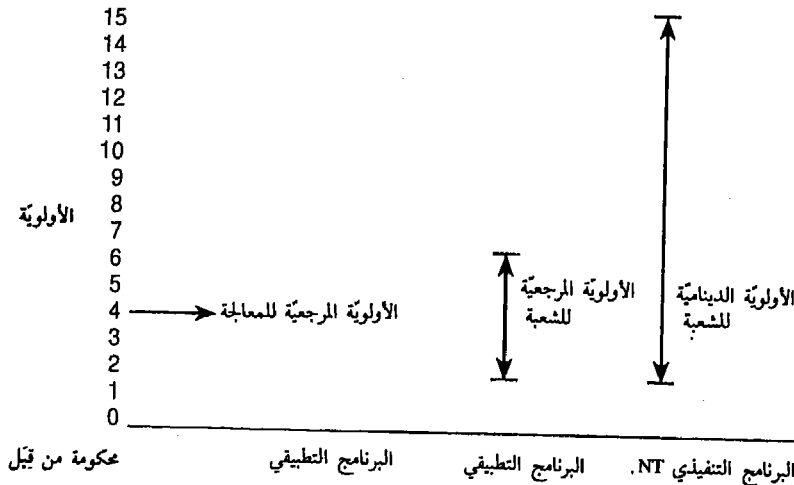 15
14
13
12
11
10
9
8
7
6
5
4
3
2
1
0
الأولويّة
الأولويّة المرجعيّة للمعالجة
الأولويّة المرجعيّة
للشعبة
الأولويّة الديناميّة
للشعبة
محكومة من قِبَل
البرنامج التطبيقي
البرنامج التطبيقي
البرنامج التنفيذي NT.